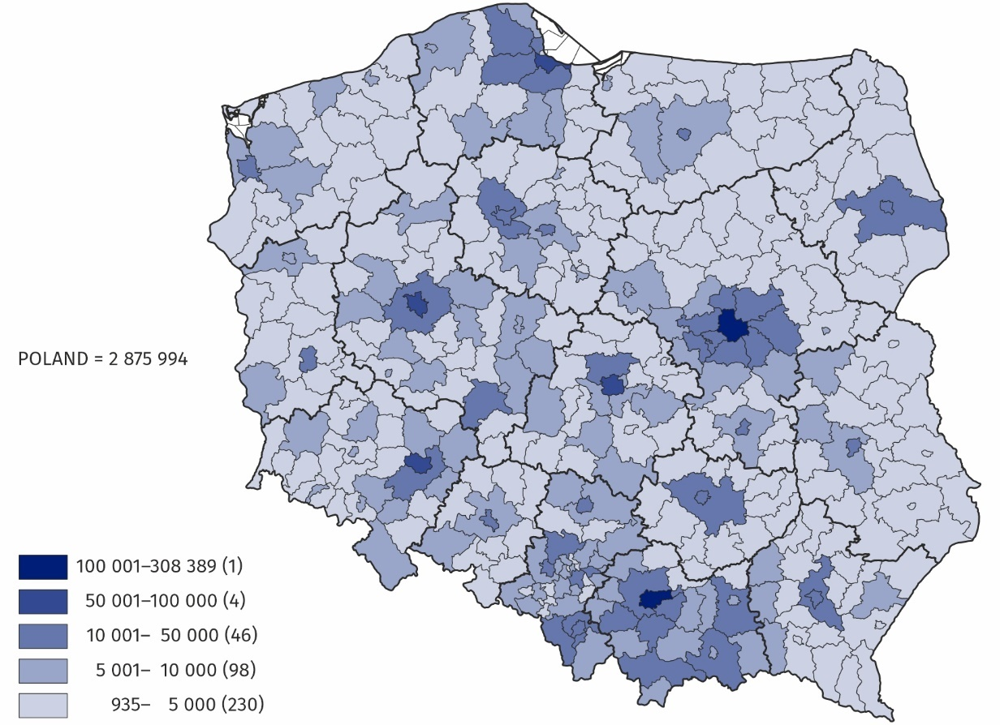 POLAND = 2 875 994
100 001–308 389 (1)
50 001–100 000 (4)
10 001– 50 000 (46)
5 001– 10 000 (98)
935– 5 000 (230)